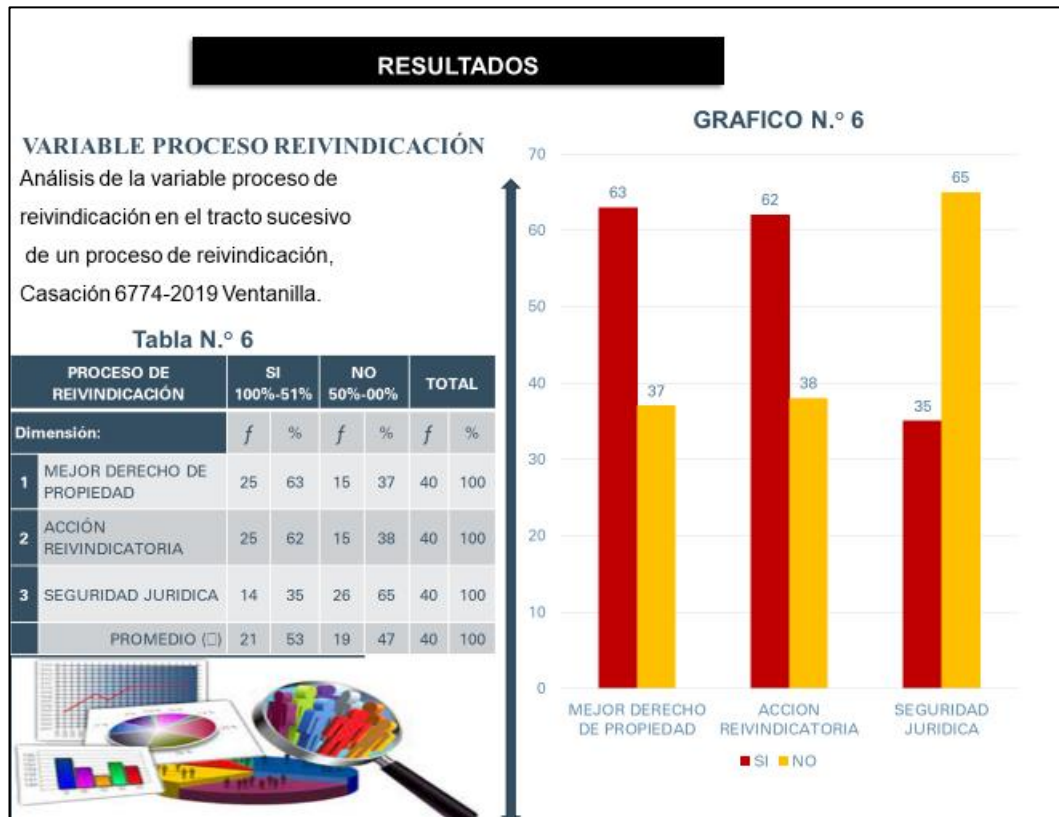 RESULTADOS
VARIABLE PROCESO REIVINDICACIÓN
Análisis de la variable proceso de
reivindicación en el tracto sucesivo
de un proceso de reivindicación,
Casación 6774-2019 Ventanilla.
Tabla N.° 6
PROCESO DE REIVINDICACIÓN SI 100%-51% NO 50%-00% TOTAL
Dimensión: ƒ % ƒ % ƒ %
1 MEJOR DERECHO DE PROPIEDAD 25 63 15 37 40 100
2 ACCIÓN REIVINDICATORIA 25 62 15 38 40 100
3 SEGURIDAD JURIDICA 14 35 26 65 40 100
PROMEDIO (□) 21 53 19 47 40 100
GRAFICO N.° 6
70
60
50
40
30
20
10
0
63
37
62
38
35
65
MEJOR DERECHO
DE PROPIEDAD
ACCION
REIVINDICATORIA
SEGURIDAD
JURIDICA
SI NO